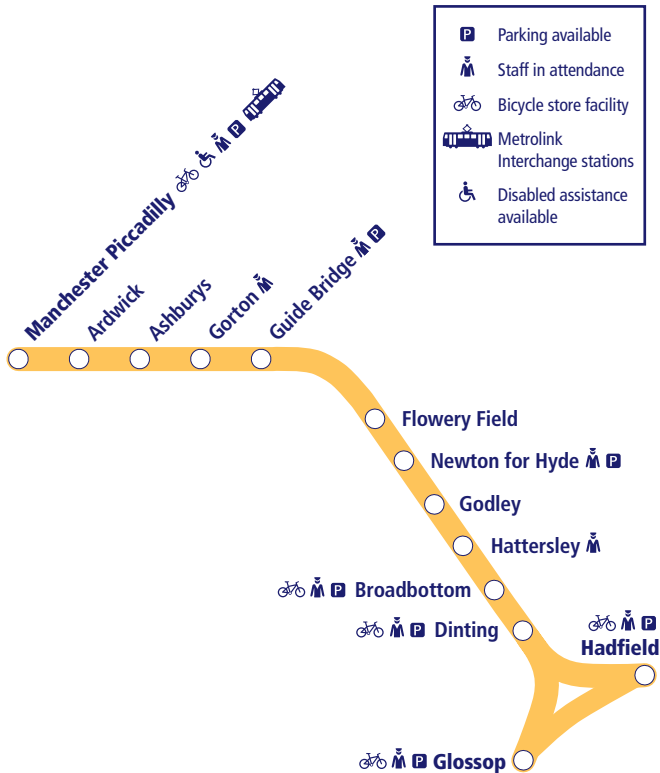 P Parking available
Staff in attendance
Bicycle store facility
Metrolink
Interchange stations
Disabled assistance
available
Manchester Piccadilly P
Ardwick
Ashburys
Gorton
Guide Bridge P
Flowery Field
Newton for Hyde P
Godley
Hattersley
P Broadbottom
P Dinting
P
Hadfield
P Glossop